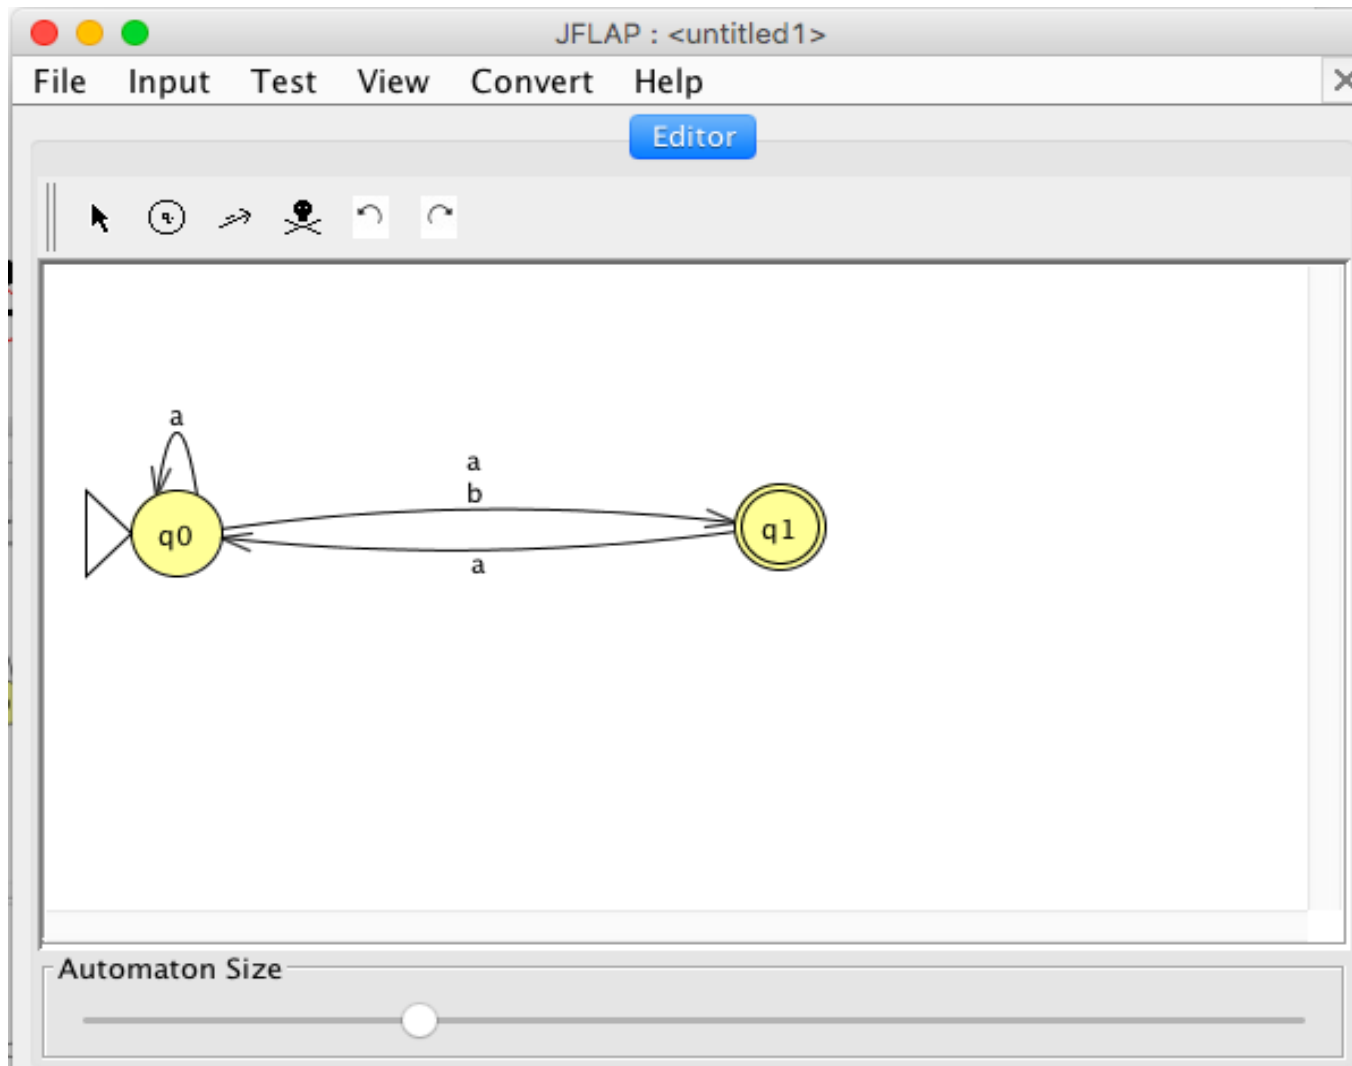 JFLAP : <untitled1>
File Input Test View Convert Help
Editor
q
a
a
b
q0
q1
a
Automaton Size